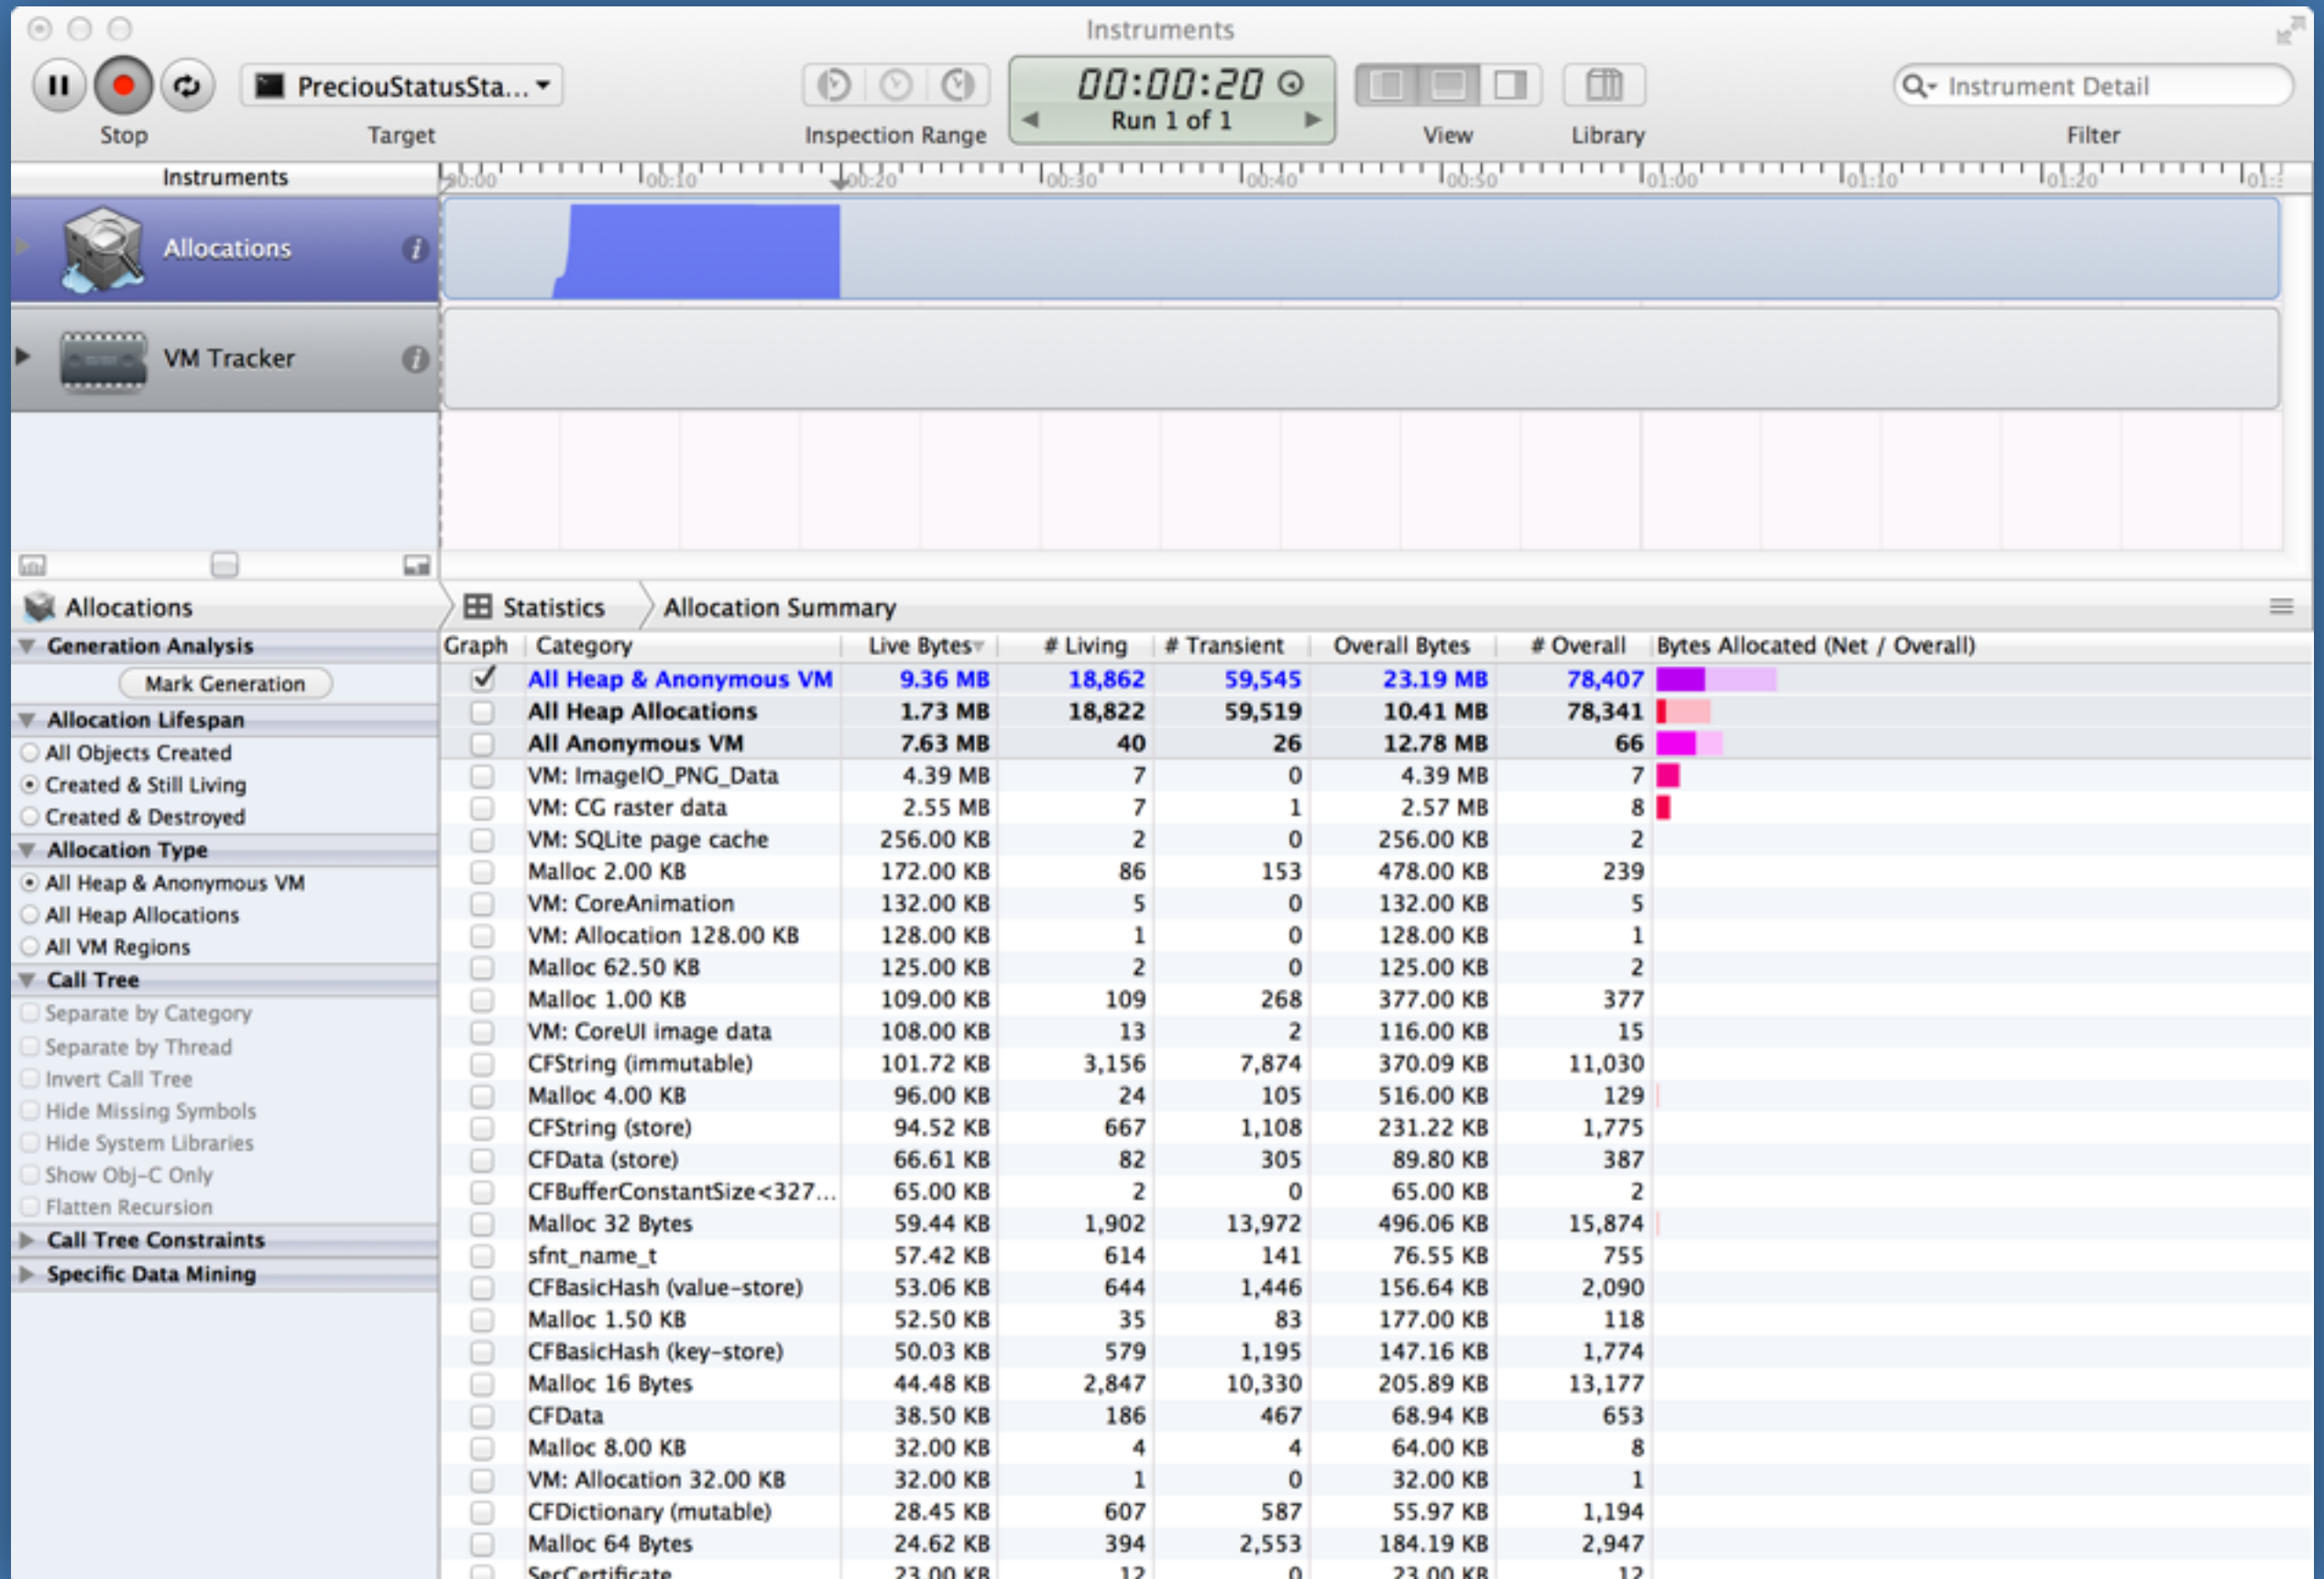 Instruments
PreciouStatusSta...
00:00:20
Run 1 of 1
Instrument Detail
Stop
Target
Inspection Range
View
Library
Filter
Instruments
00:00 00:10 00:20 00:30 00:40 00:50 01:00 01:10 01:20
Allocations
VM Tracker
Allocations
Statistics
Allocation Summary
Generation Analysis
Mark Generation
Allocation Lifespan
All Objects Created
Created & Still Living
Created & Destroyed
Allocation Type
All Heap & Anonymous VM
All Heap Allocations
All VM Regions
Call Tree
Separate by Category
Separate by Thread
Invert Call Tree
Hide Missing Symbols
Hide System Libraries
Show Obj-C Only
Flatten Recursion
Call Tree Constraints
Specific Data Mining
Graph Category Live Bytes # Living # Transient Overall Bytes # Overall Bytes Allocated (Net / Overall)
All Heap & Anonymous VM 9.36 MB 18,862 59,545 23.19 MB 78,407
All Heap Allocations 1.73 MB 18,822 59,519 10.41 MB 78,341
All Anonymous VM 7.63 MB 40 26 12.78 MB 66
VM: ImageIO_PNG_Data 4.39 MB 7 0 4.39 MB 7
VM: CG raster data 2.55 MB 7 1 2.57 MB 8
VM: SQLite page cache 256.00 KB 2 0 256.00 KB 2
Malloc 2.00 KB 172.00 KB 86 153 478.00 KB 239
VM: CoreAnimation 132.00 KB 5 0 132.00 KB 5
VM: Allocation 128.00 KB 128.00 KB 1 0 128.00 KB 1
Malloc 62.50 KB 125.00 KB 2 0 125.00 KB 2
Malloc 1.00 KB 109.00 KB 109 268 377.00 KB 377
VM: CoreUI image data 108.00 KB 13 2 116.00 KB 15
CFString (immutable) 101.72 KB 3,156 7,874 370.09 KB 11,030
Malloc 4.00 KB 96.00 KB 24 105 516.00 KB 129
CFString (store) 94.52 KB 667 1,108 231.22 KB 1,775
CFData (store) 66.61 KB 82 305 89.80 KB 387
CFBufferConstantSize<327... 65.00 KB 2 0 65.00 KB 2
Malloc 32 Bytes 59.44 KB 1,902 13,972 496.06 KB 15,874
sfnt_name_t 57.42 KB 614 141 76.55 KB 755
CFBasicHash (value-store) 53.06 KB 644 1,446 156.64 KB 2,090
Malloc 1.50 KB 52.50 KB 35 83 177.00 KB 118
CFBasicHash (key-store) 50.03 KB 579 1,195 147.16 KB 1,774
Malloc 16 Bytes 44.48 KB 2,847 10,330 205.89 KB 13,177
CFData 38.50 KB 186 467 68.94 KB 653
Malloc 8.00 KB 32.00 KB 4 4 64.00 KB 8
VM: Allocation 32.00 KB 32.00 KB 1 0 32.00 KB 1
CFDictionary (mutable) 28.45 KB 607 587 55.97 KB 1,194
Malloc 64 Bytes 24.62 KB 394 2,553 184.19 KB 2,947
SecCertificate 23.00 KB 12 0 23.00 KB 12